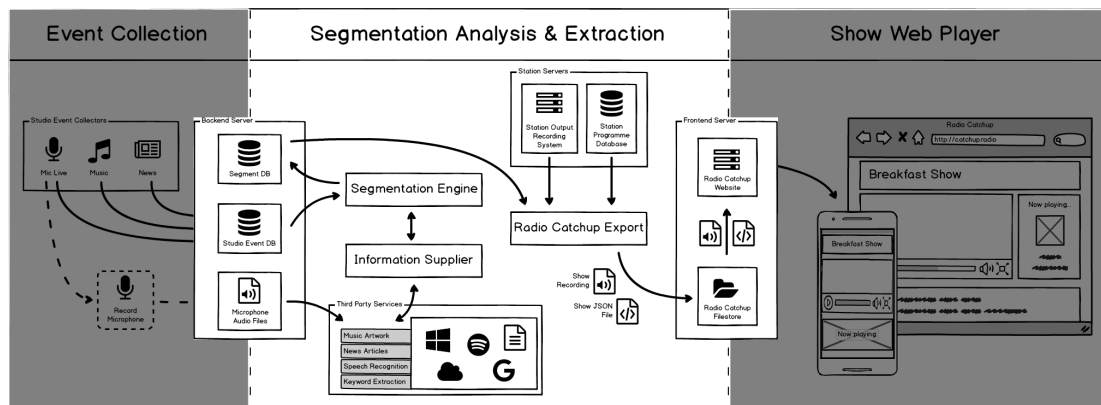 Event Collection
Segmentation Analysis & Extraction
Show Web Player
Studio Event Collectors
Mic Live
Music
News
Record
Microphone
Backend Server
Segment DB
Studio Event DB
Microphone
Audio Files
Segmentation Engine
Information Supplier
Third Party Services
Music Artwork
News Articles
Speech Recognition
Keyword Extraction
Station Servers
Station Output
Recording
System
Station
Programme
Database
Radio Catchup Export
Show
Recording
Show JSON
File
Frontend Server
Radio Catchup
Website
Radio Catchup
Filestore
Radio Catchup
http://catchup.radio
Breakfast Show
Now playing...
Breakfast Show
Now playing